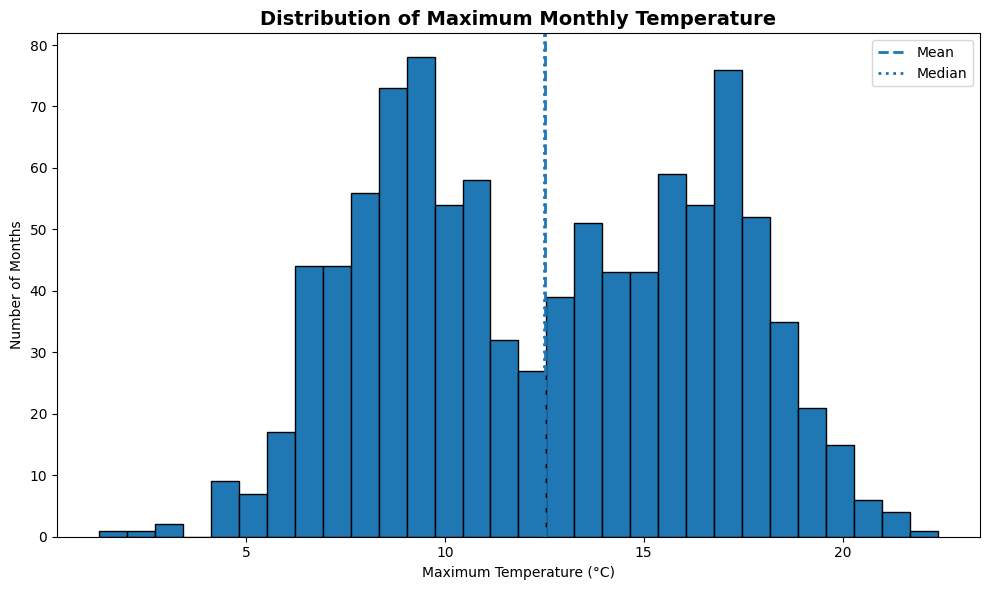 Distribution of Maximum Monthly Temperature
Mean
Median
80
70
60
50
40
30
20
10
0
Number of Months
5 10 15 20
Maximum Temperature (°C)